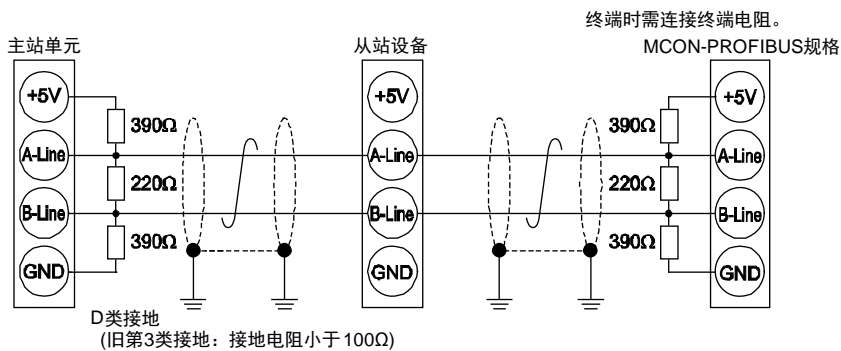 终端时需连接终端电阻。
主站单元
从站设备
MCON-PROFIBUS规格
+5V
+5V
+5V
390Ω
390Ω
A-Line
A-Line
A-Line
220Ω
220Ω
B-Line
B-Line
B-Line
390Ω
390Ω
GND
GND
GND
D类接地
(旧第3类接地：接地电阻小于100Ω)